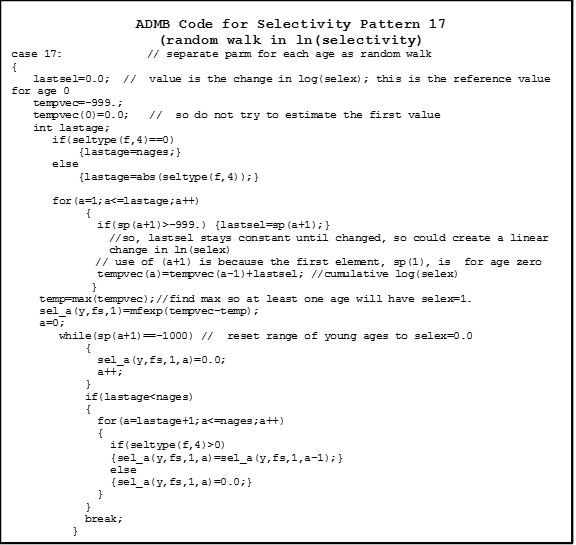 ADMB Code for Selectivity Pattern 17
(random walk in ln(selectivity)
case 17: // separate parm for each age as random walk
{
lastsel=0.0; // value is the change in log(selex); this is the reference value
for age 0
tempvec=-999.;
tempvec(0)=0.0; // so do not try to estimate the first value
int lastage;
if(seltype(f,4)==0)
{lastage=nages;}
else
{lastage=abs(seltype(f,4));}
for(a=1;a<=lastage;a++)
{
if(sp(a+1)>-999.) {lastsel=sp(a+1);}
//so, lastsel stays constant until changed, so could create a linear
change in ln(selex)
// use of (a+1) is because the first element, sp(1), is for age zero
tempvec(a)=tempvec(a-1)+lastsel; //cumulative log(selex)
}
temp=max(tempvec);//find max so at least one age will have selex=1.
sel_a(y,fs,1)=mfexp(tempvec-temp);
a=0;
while(sp(a+1)==-1000) // reset range of young ages to selex=0.0
{
sel_a(y,fs,1,a)=0.0;
a++;
}
if(lastage<nages)
{
for(a=lastage+1;a<=nages;a++)
{
if(seltype(f,4)>0)
{sel_a(y,fs,1,a)=sel_a(y,fs,1,a-1);}
else
{sel_a(y,fs,1,a)=0.0;}
}
}
break;
}